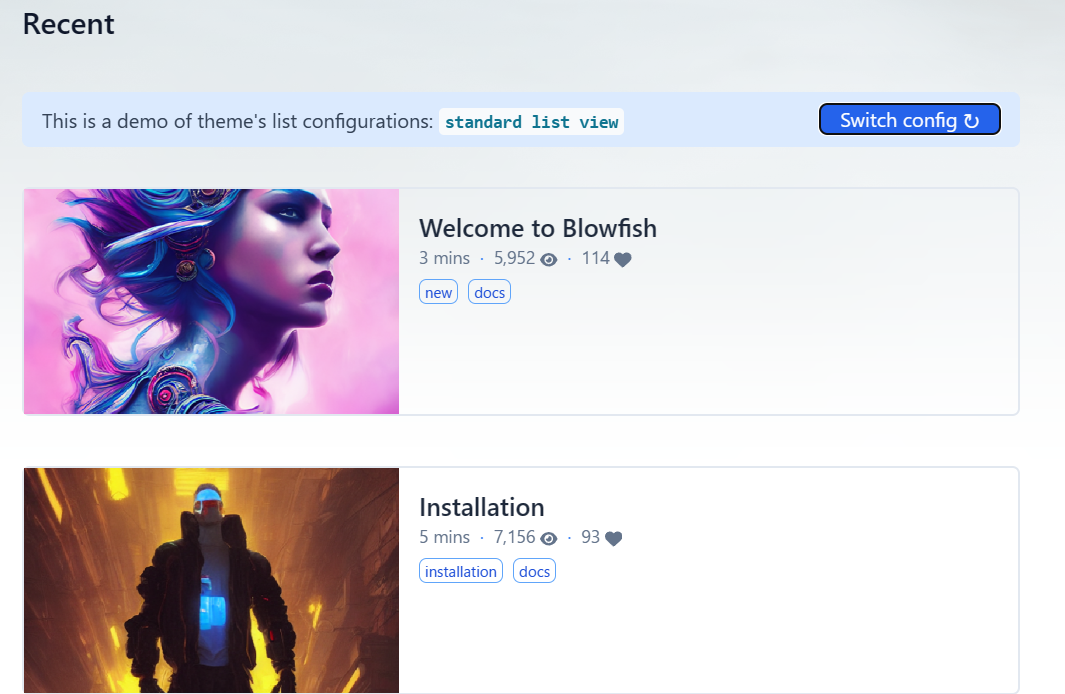 Recent
This is a demo of theme's list configurations: standard list view
Switch config ↻
Welcome to Blowfish
3 mins · 5,952 · 114
new docs
Installation
5 mins · 7,156 · 93
installation docs